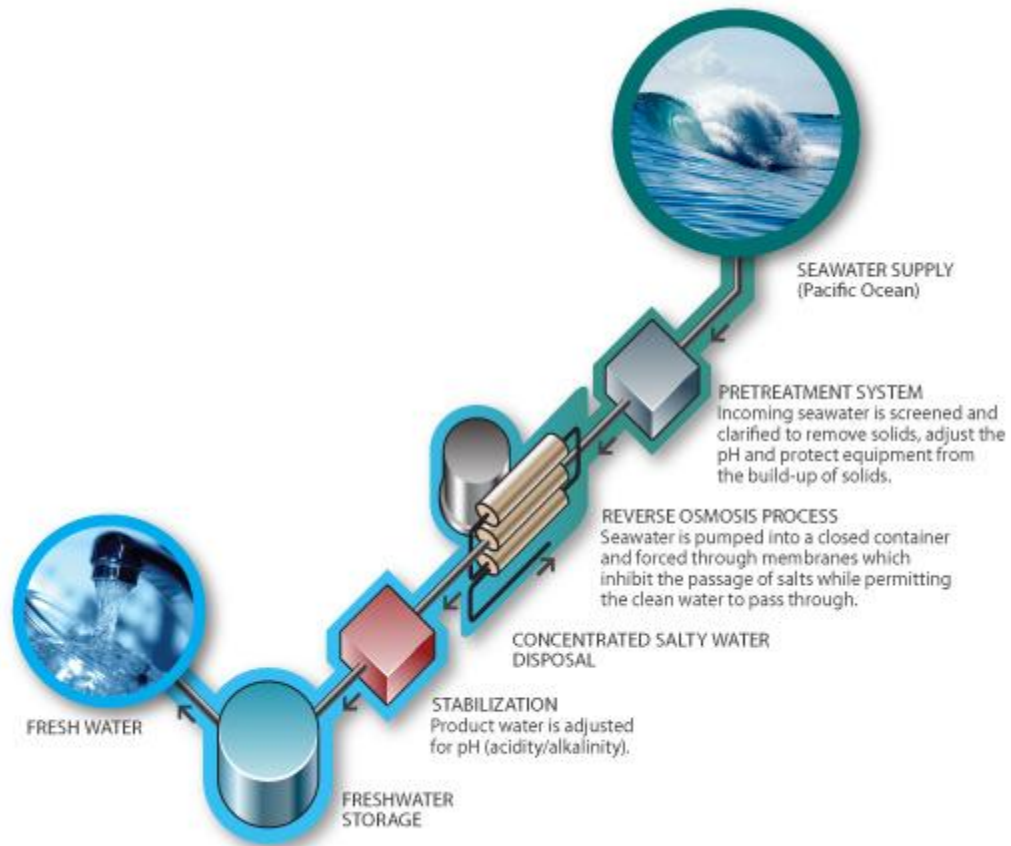 SEAWATER SUPPLY
(Pacific Ocean)
PRETREATMENT SYSTEM
Incoming seawater is screened and
clarified to remove solids, adjust the
pH and protect equipment from
the build-up of solids.
REVERSE OSMOSIS PROCESS
Seawater is pumped into a closed container
and forced through membranes which
inhibit the passage of salts while permitting
the clean water to pass through.
CONCENTRATED SALTY WATER
DISPOSAL
STABILIZATION
Product water is adjusted
for pH (acidity/alkalinity).
FRESH WATER
FRESHWATER
STORAGE